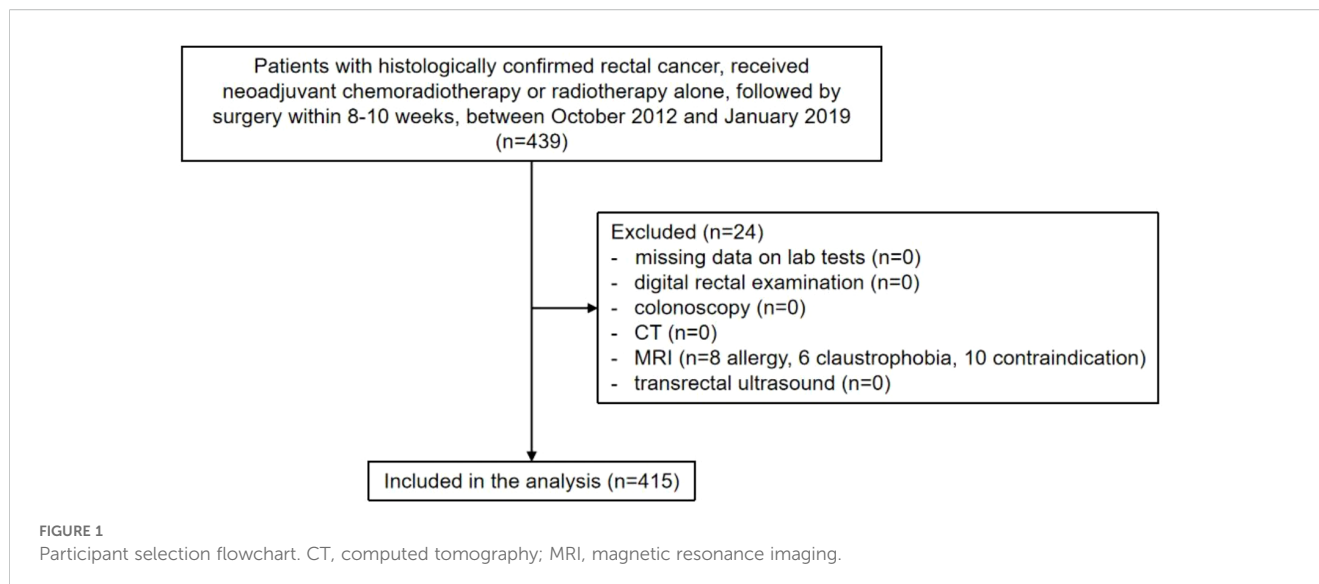 Patients with histologically confirmed rectal cancer, received
neoadjuvant chemoradiotherapy or radiotherapy alone, followed by
surgery within 8-10 weeks, between October 2012 and January 2019
(n=439)
Excluded (n=24)
- missing data on lab tests (n=0)
- digital rectal examination (n=0)
- colonoscopy (n=0)
- CT (n=0)
- MRI (n=8 allergy, 6 claustrophobia, 10 contraindication)
- transrectal ultrasound (n=0)
Included in the analysis (n=415)
FIGURE 1
Participant selection flowchart. CT, computed tomography; MRI, magnetic resonance imaging.